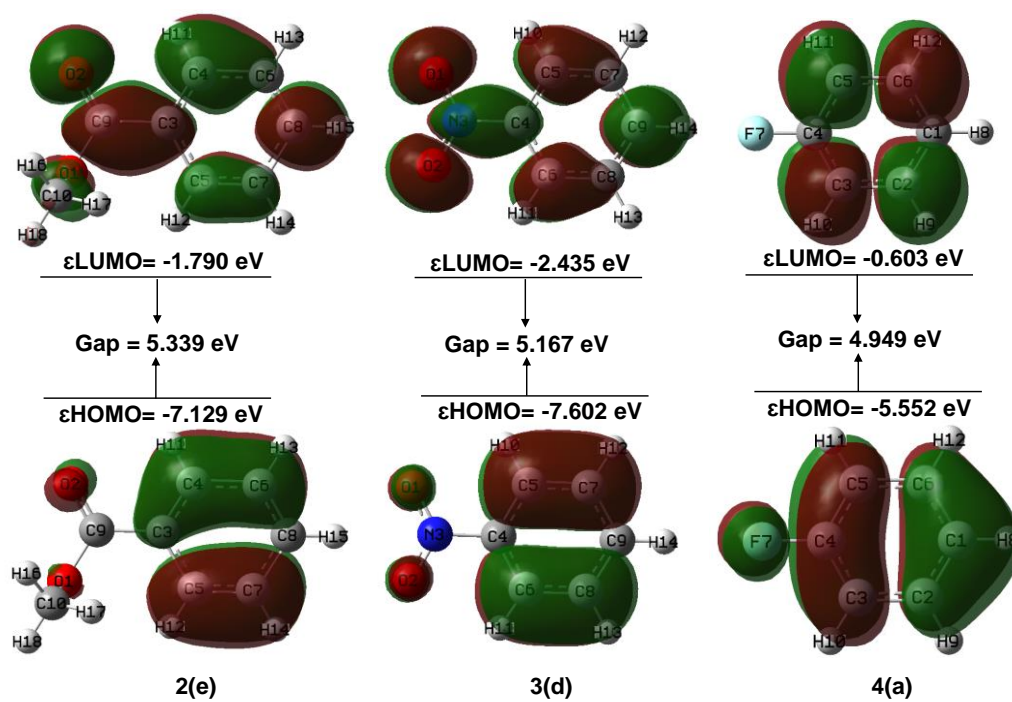 H11 H13
O2 C4 C6
C9 C3 C8 H15
H16 O1 C5 C7
C10 H17
H18 H12 H14
H10 H12
O1 C5 C7
N3 C4 C9 H14
O2 C6 C8
H11 H13
H11 H12
C5 C6
F7 C4 C1 H8
C3 C2
H10 H9
εLUMO= -1.790 eV
εLUMO= -2.435 eV
εLUMO= -0.603 eV
Gap = 5.339 eV
Gap = 5.167 eV
Gap = 4.949 eV
εHOMO= -7.129 eV
εHOMO= -7.602 eV
εHOMO= -5.552 eV
H11 H13
O2 C4 C6
C9 C3 C8 H15
H16 O1 C5 C7
C10 H17
H18 H12 H14
H10 H12
O1 C5 C7
N3 C4 C9 H14
O2 C6 C8
H11 H13
H11 H12
C5 C6
F7 C4 C1 H8
C3 C2
H10 H9
2(e)
3(d)
4(a)